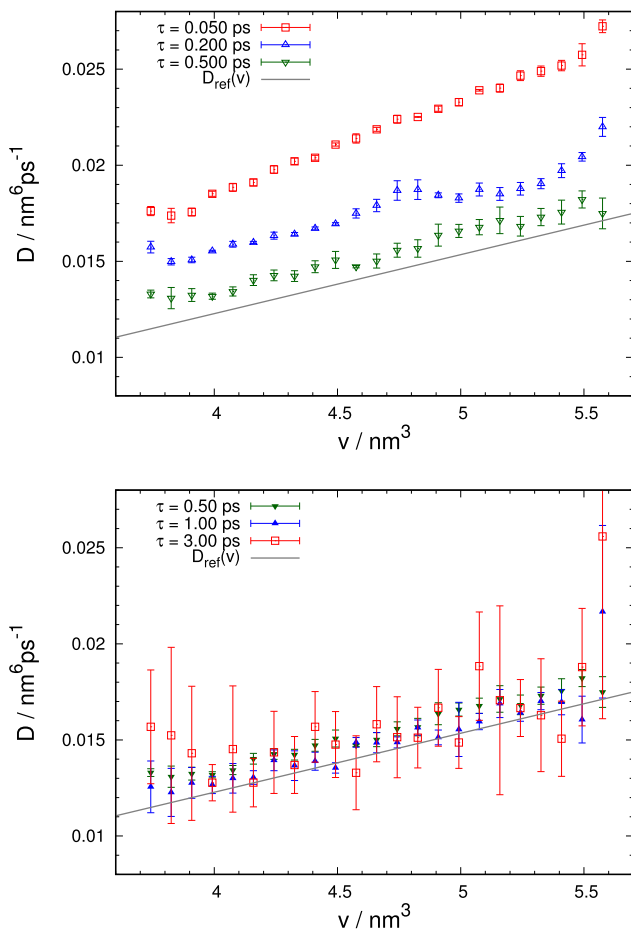 τ = 0.050 ps
τ = 0.200 ps
τ = 0.500 ps
D_ref(v)
0.025
0.02
0.015
0.01
D / nm⁶ps⁻¹
4 4.5 5 5.5
v / nm³
τ = 0.50 ps
τ = 1.00 ps
τ = 3.00 ps
D_ref(v)
0.025
0.02
0.015
0.01
D / nm⁶ps⁻¹
4 4.5 5 5.5
v / nm³